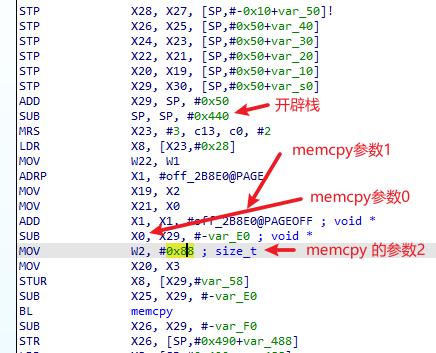 STP X28, X27, [SP,#-0x10+var_50]!
STP X26, X25, [SP,#0x50+var_40]
STP X24, X23, [SP,#0x50+var_30]
STP X22, X21, [SP,#0x50+var_20]
STP X20, X19, [SP,#0x50+var_10]
STP X29, X30, [SP,#0x50+var_s0]
ADD X29, SP, #0x50
SUB SP, SP, #0x440 开辟栈
MRS X23, #3, c13, c0, #2
LDR X8, [X23,#0x28] memcpy参数1
MOV W22, W1
ADRP X1, #off_2B8E0@PAGE
MOV X19, X2 memcpy参数0
MOV X21, X0
ADD X1, X1, #off_2B8E0@PAGEOFF ; void *
SUB X0, X29, #-var_E0 ; void *
MOV W2, #0x88 ; size_t memcpy 的参数2
MOV X20, X3
STUR X8, [X29,#var_58]
SUB X25, X29, #-var_E0
BL memcpy
SUB X26, X29, #-var_F0
STR X26, [SP,#0x490+var_488]